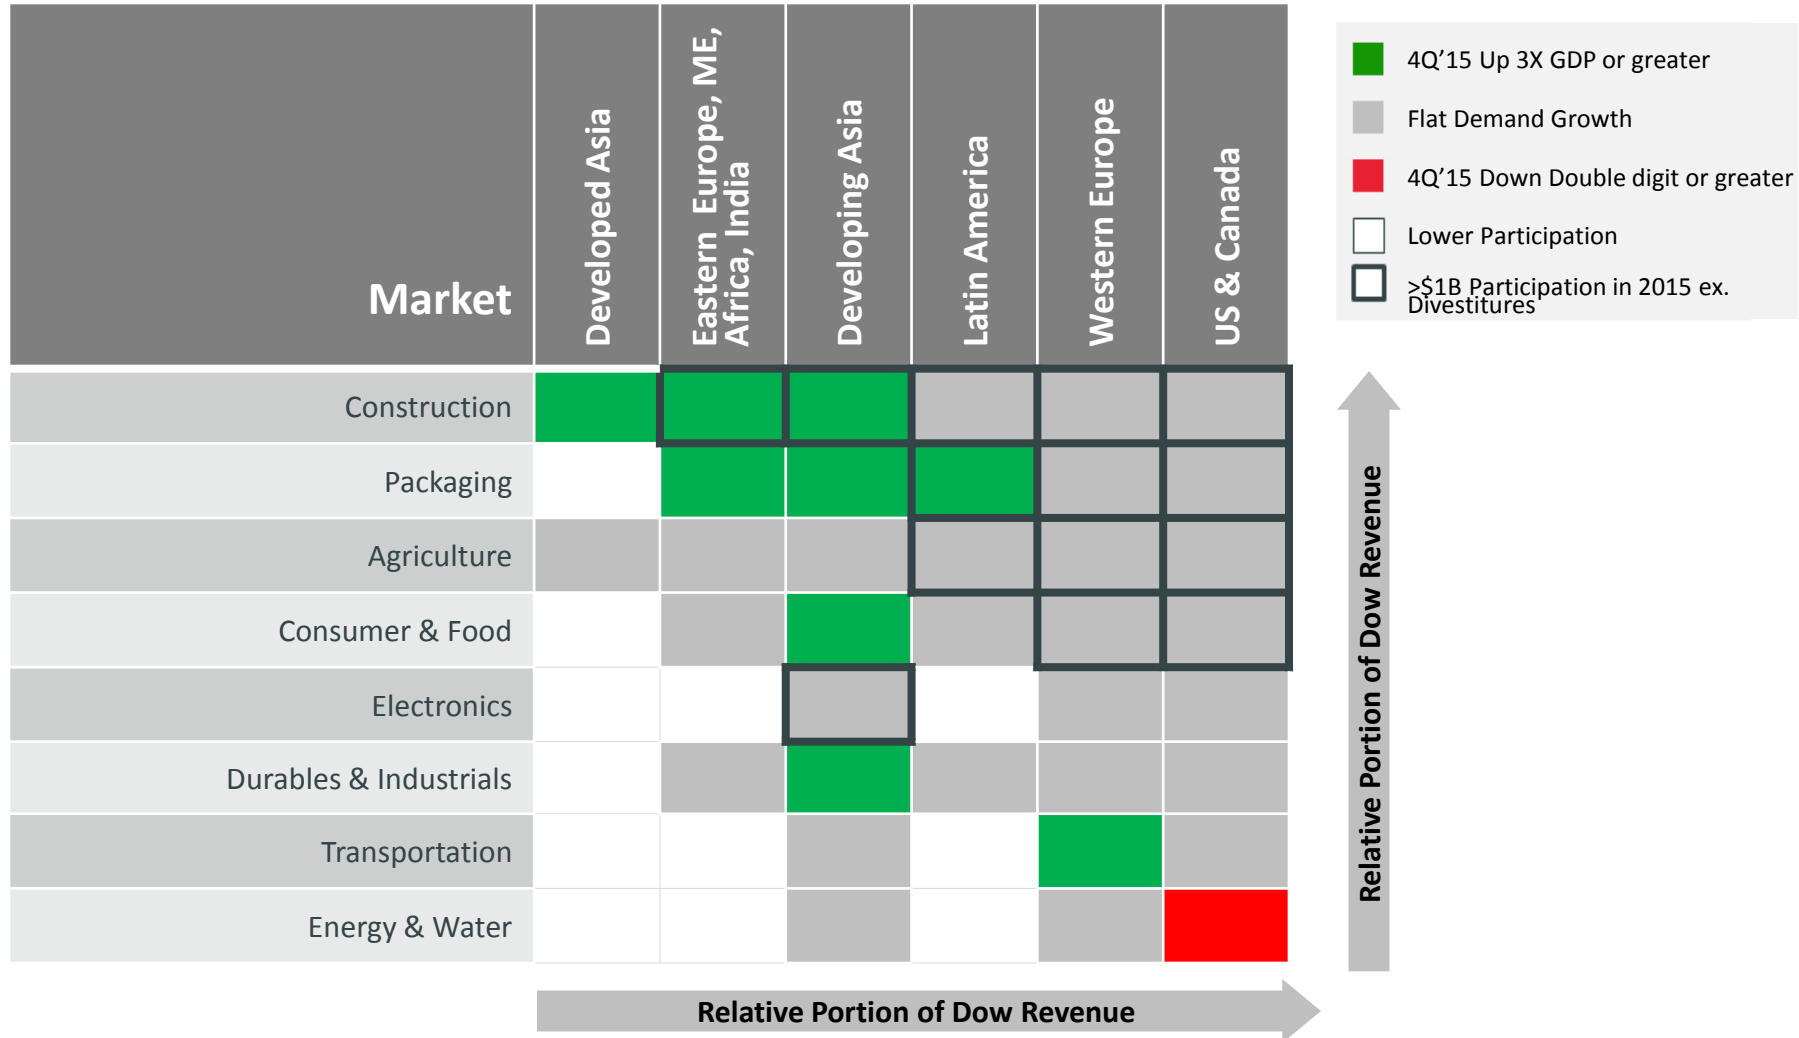 Market
Developed Asia
Eastern Europe, ME,
Africa, India
Developing Asia
Latin America
Western Europe
US & Canada
Construction
Packaging
Agriculture
Consumer & Food
Electronics
Durables & Industrials
Transportation
Energy & Water
4Q’15 Up 3X GDP or greater
Flat Demand Growth
4Q’15 Down Double digit or greater
Lower Participation
>$1B Participation in 2015 ex.
Divestitures
Relative Portion of Dow Revenue
Relative Portion of Dow Revenue